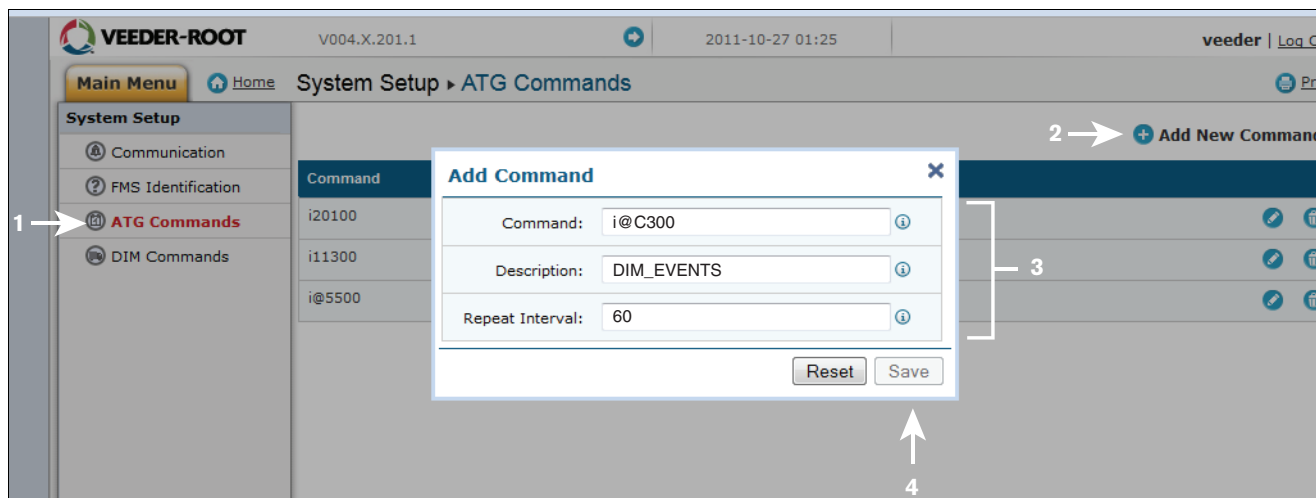 VEEDER-ROOT
V004.X.201.1
2011-10-27 01:25
veeder | Log
Main Menu
Home
System Setup ▸ ATG Commands
System Setup
2
Add New Command
Communication
Add Command
Command
FMS Identification
1
ATG Commands
i20100
Command:
i@C300
DIM Commands
i11300
Description:
DIM_EVENTS
3
i@5500
Repeat Interval:
60
Reset
Save
4